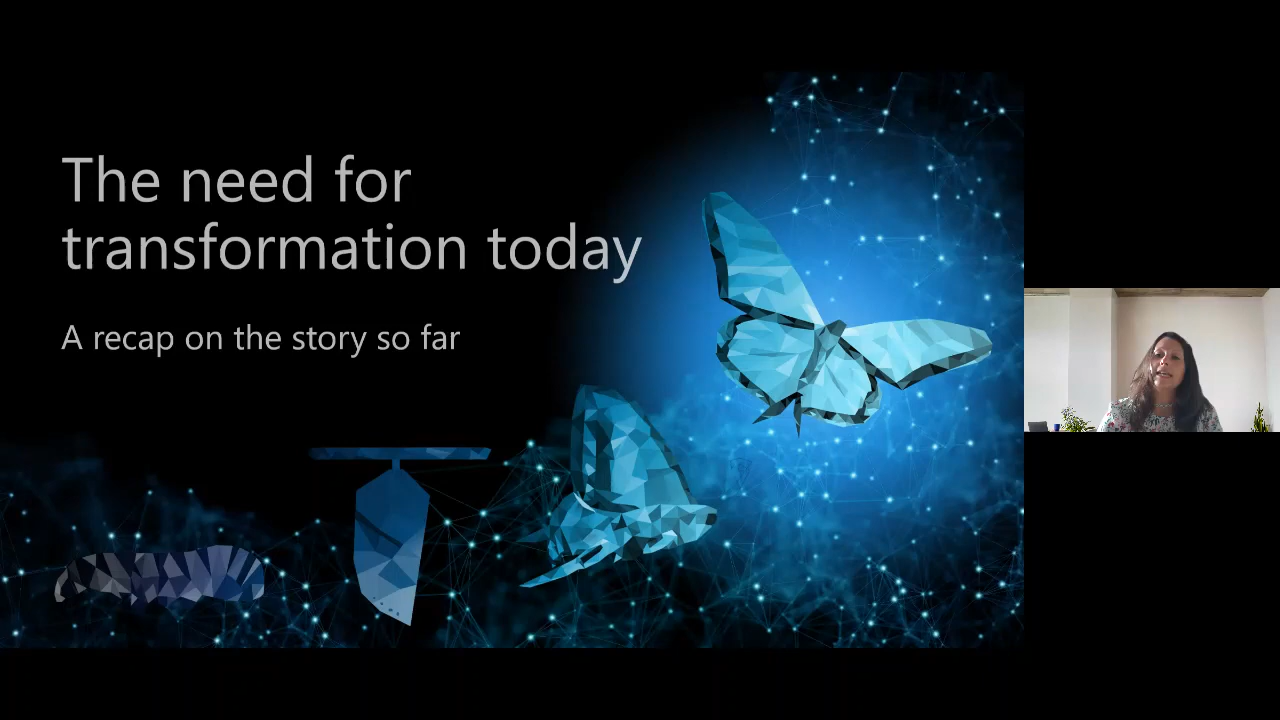 The need for
transformation today
A recap on the story so far